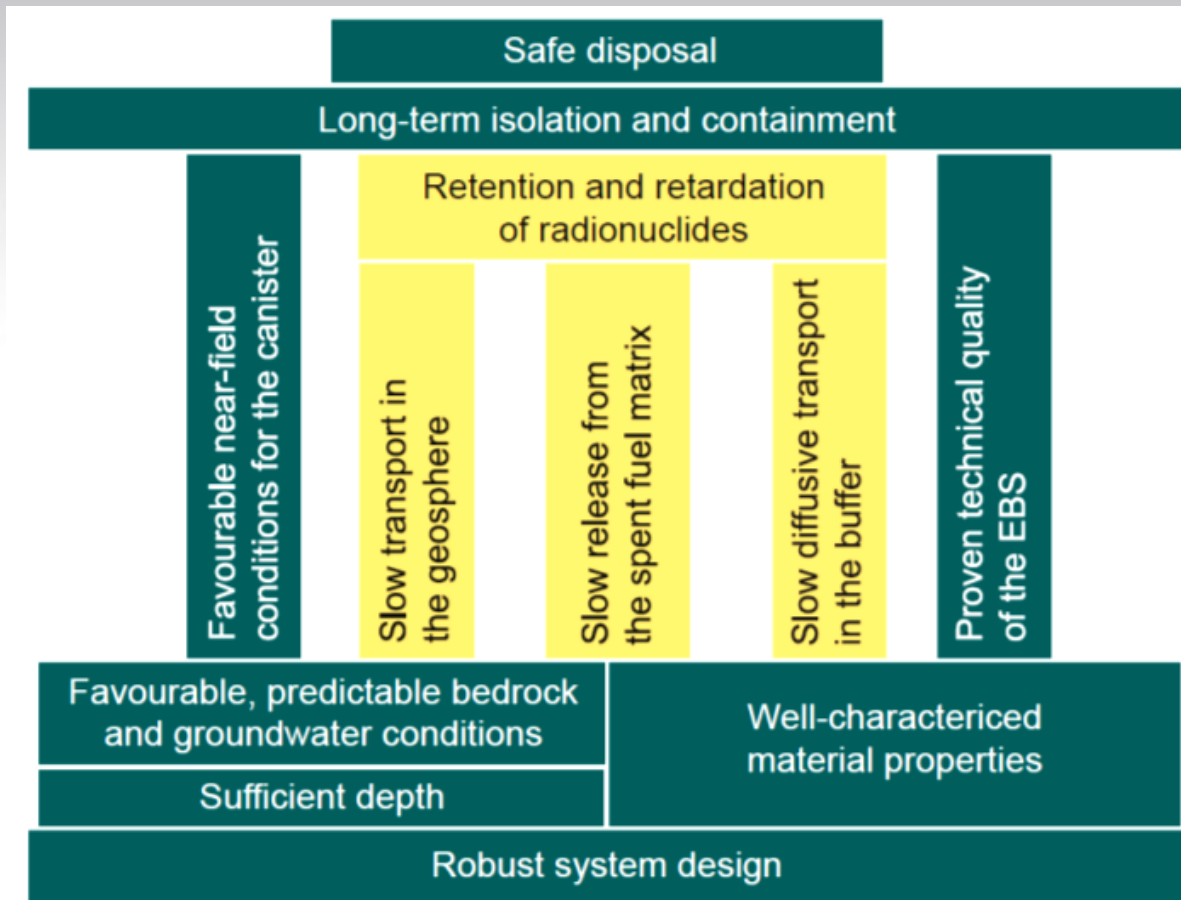 Safe disposal
Long-term isolation and containment
Retention and retardation
of radionuclides
Favourable near-field
conditions for the canister
Slow transport in
the geosphere
Slow release from
the spent fuel matrix
Slow diffusive transport
in the buffer
Proven technical quality
of the EBS
Favourable, predictable bedrock
and groundwater conditions
Well-charactericed
material properties
Sufficient depth
Robust system design